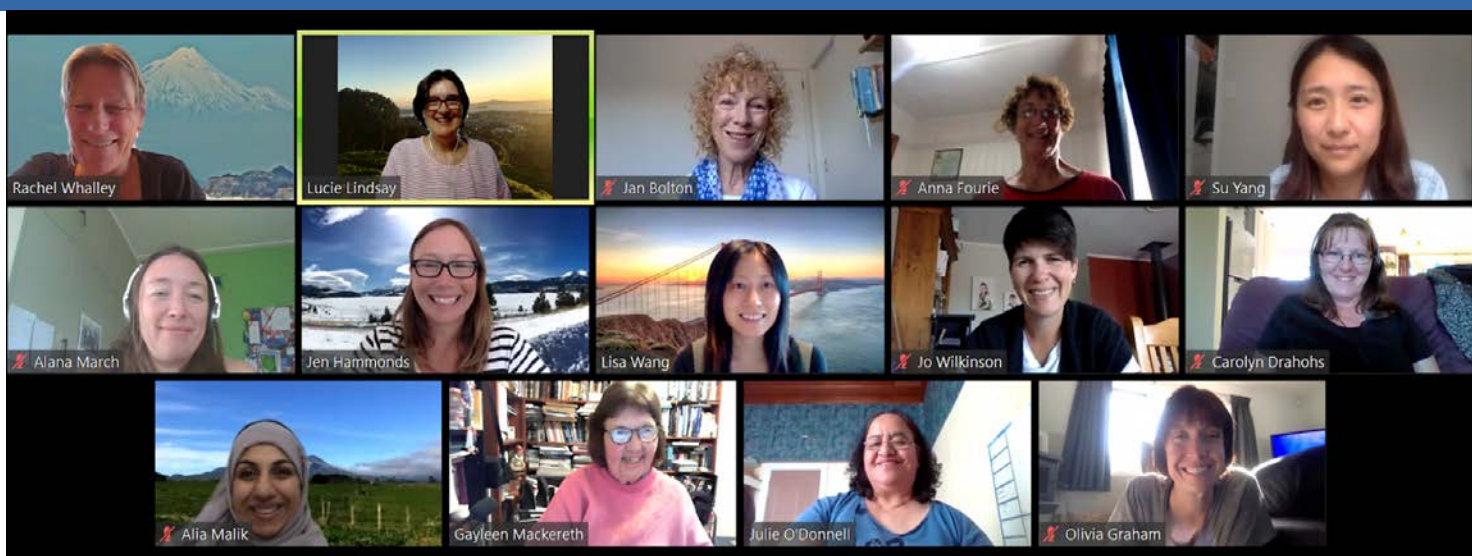 Rachel Whalley
Lucie Lindsay
Jan Bolton
Anna Fourie
Su Yang
Alana March
Jen Hammonds
Lisa Wang
Jo Wilkinson
Carolyn Drahohs
Alia Malik
Gayleen Mackereth
Julie O'Donnell
Olivia Graham